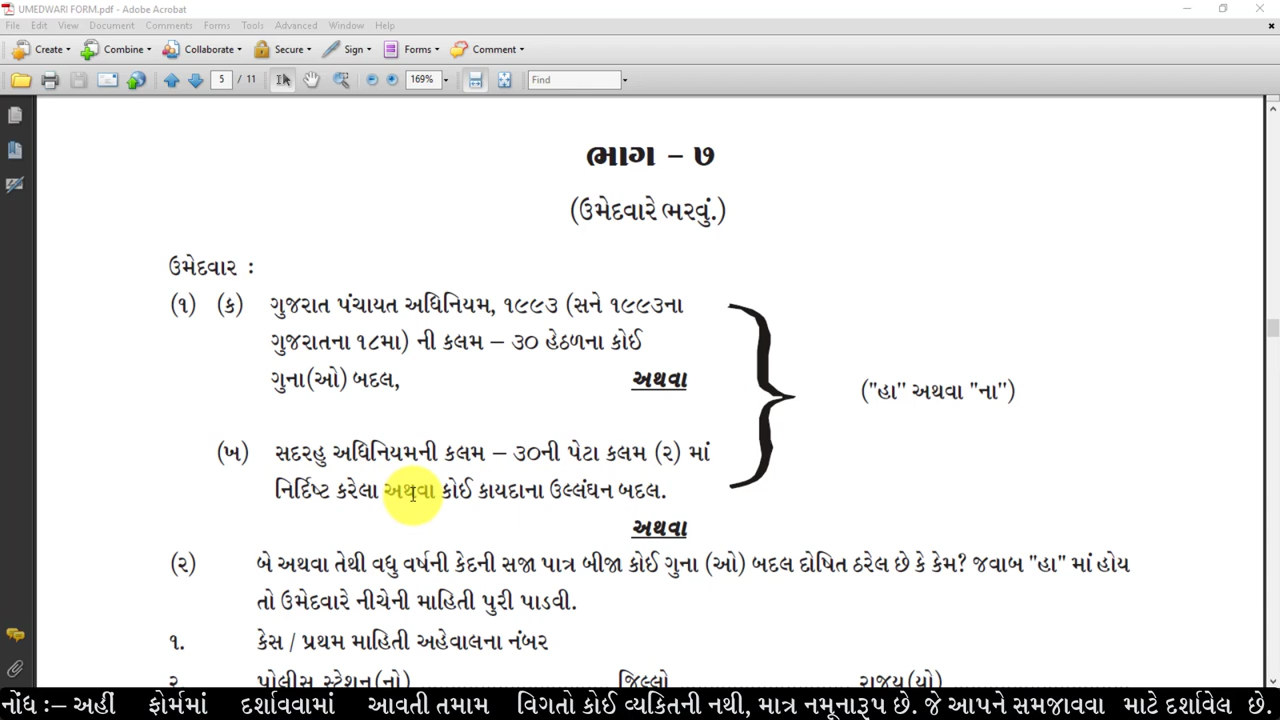 UMEDWARI FORM.pdf - Adobe Acrobat
File Edit View Document Comments Forms Tools Advanced Window Help
Create Combine Collaborate Secure Sign Forms Comment
5 / 11 169% Find
ભાગ – ૭
(ઉમેદવારે ભરવું.)
ઉમેદવાર :
(૧) (ક) ગુજરાત પંચાયત અધિનિયમ, ૧૯૯૩ (સને ૧૯૯૩ના
ગુજરાતના ૧૮મા) ની કલમ – ૩૦ હેઠળના કોઈ
ગુના(ઓ) બદલ, અથવા
("હા" અથવા "ના")
(ખ) સદરહુ અધિનિયમની કલમ – ૩૦ની પેટા કલમ (૨) માં
નિર્દિષ્ટ કરેલા અથવા કોઈ કાયદાના ઉલ્લંઘન બદલ.
અથવા
(૨) બે અથવા તેથી વધુ વર્ષની કેદની સજા પાત્ર બીજા કોઈ ગુના (ઓ) બદલ દોષિત ઠરેલ છે કે કેમ? જવાબ "હા" માં હોય
તો ઉમેદવારે નીચેની માહિતી પુરી પાડવી.
૧. કેસ / પ્રથમ માહિતી અહેવાલના નંબર
૨ પોલીસ સ્ટેશન(નો) જિલ્લો રાજય(યો)
નોંધ :– અહીં ફોર્મમાં દર્શાવવામાં આવતી તમામ વિગતો કોઈ વ્યકિતની નથી, માત્ર નમૂનારૂપ છે. જે આપને સમજાવવા માટે દર્શાવેલ છે.